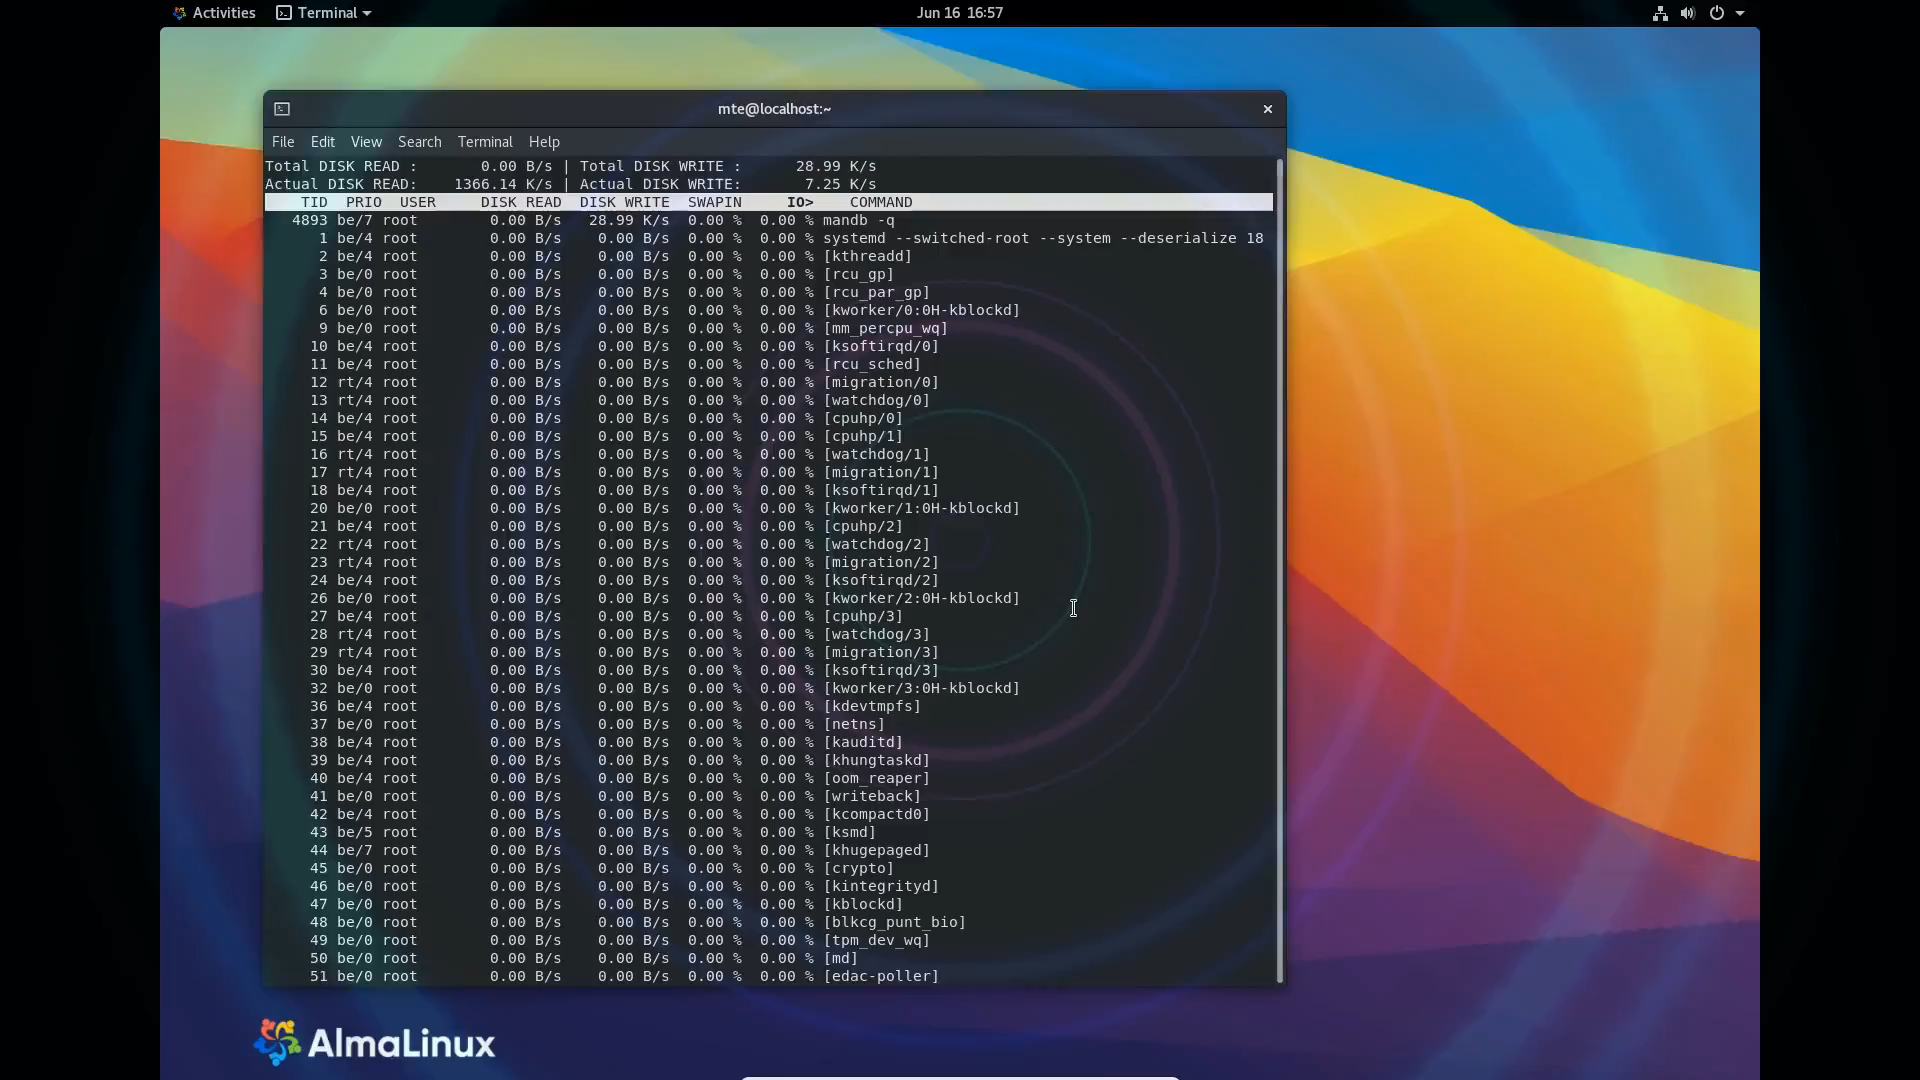 Activities Terminal Jun 16 16:57
mte@localhost:~
File Edit View Search Terminal Help
Total DISK READ : 0.00 B/s | Total DISK WRITE : 28.99 K/s
Actual DISK READ: 1366.14 K/s | Actual DISK WRITE: 7.25 K/s
TID PRIO USER DISK READ DISK WRITE SWAPIN IO> COMMAND
4893 be/7 root 0.00 B/s 28.99 K/s 0.00 % 0.00 % mandb -q
1 be/4 root 0.00 B/s 0.00 B/s 0.00 % 0.00 % systemd --switched-root --system --deserialize 18
2 be/4 root 0.00 B/s 0.00 B/s 0.00 % 0.00 % [kthreadd]
3 be/0 root 0.00 B/s 0.00 B/s 0.00 % 0.00 % [rcu_gp]
4 be/0 root 0.00 B/s 0.00 B/s 0.00 % 0.00 % [rcu_par_gp]
6 be/0 root 0.00 B/s 0.00 B/s 0.00 % 0.00 % [kworker/0:0H-kblockd]
9 be/0 root 0.00 B/s 0.00 B/s 0.00 % 0.00 % [mm_percpu_wq]
10 be/4 root 0.00 B/s 0.00 B/s 0.00 % 0.00 % [ksoftirqd/0]
11 be/4 root 0.00 B/s 0.00 B/s 0.00 % 0.00 % [rcu_sched]
12 rt/4 root 0.00 B/s 0.00 B/s 0.00 % 0.00 % [migration/0]
13 rt/4 root 0.00 B/s 0.00 B/s 0.00 % 0.00 % [watchdog/0]
14 be/4 root 0.00 B/s 0.00 B/s 0.00 % 0.00 % [cpuhp/0]
15 be/4 root 0.00 B/s 0.00 B/s 0.00 % 0.00 % [cpuhp/1]
16 rt/4 root 0.00 B/s 0.00 B/s 0.00 % 0.00 % [watchdog/1]
17 rt/4 root 0.00 B/s 0.00 B/s 0.00 % 0.00 % [migration/1]
18 be/4 root 0.00 B/s 0.00 B/s 0.00 % 0.00 % [ksoftirqd/1]
20 be/0 root 0.00 B/s 0.00 B/s 0.00 % 0.00 % [kworker/1:0H-kblockd]
21 be/4 root 0.00 B/s 0.00 B/s 0.00 % 0.00 % [cpuhp/2]
22 rt/4 root 0.00 B/s 0.00 B/s 0.00 % 0.00 % [watchdog/2]
23 rt/4 root 0.00 B/s 0.00 B/s 0.00 % 0.00 % [migration/2]
24 be/4 root 0.00 B/s 0.00 B/s 0.00 % 0.00 % [ksoftirqd/2]
26 be/0 root 0.00 B/s 0.00 B/s 0.00 % 0.00 % [kworker/2:0H-kblockd]
27 be/4 root 0.00 B/s 0.00 B/s 0.00 % 0.00 % [cpuhp/3]
28 rt/4 root 0.00 B/s 0.00 B/s 0.00 % 0.00 % [watchdog/3]
29 rt/4 root 0.00 B/s 0.00 B/s 0.00 % 0.00 % [migration/3]
30 be/4 root 0.00 B/s 0.00 B/s 0.00 % 0.00 % [ksoftirqd/3]
32 be/0 root 0.00 B/s 0.00 B/s 0.00 % 0.00 % [kworker/3:0H-kblockd]
36 be/4 root 0.00 B/s 0.00 B/s 0.00 % 0.00 % [kdevtmpfs]
37 be/0 root 0.00 B/s 0.00 B/s 0.00 % 0.00 % [netns]
38 be/4 root 0.00 B/s 0.00 B/s 0.00 % 0.00 % [kauditd]
39 be/4 root 0.00 B/s 0.00 B/s 0.00 % 0.00 % [khungtaskd]
40 be/4 root 0.00 B/s 0.00 B/s 0.00 % 0.00 % [oom_reaper]
41 be/0 root 0.00 B/s 0.00 B/s 0.00 % 0.00 % [writeback]
42 be/4 root 0.00 B/s 0.00 B/s 0.00 % 0.00 % [kcompactd0]
43 be/5 root 0.00 B/s 0.00 B/s 0.00 % 0.00 % [ksmd]
44 be/7 root 0.00 B/s 0.00 B/s 0.00 % 0.00 % [khugepaged]
45 be/0 root 0.00 B/s 0.00 B/s 0.00 % 0.00 % [crypto]
46 be/0 root 0.00 B/s 0.00 B/s 0.00 % 0.00 % [kintegrityd]
47 be/0 root 0.00 B/s 0.00 B/s 0.00 % 0.00 % [kblockd]
48 be/0 root 0.00 B/s 0.00 B/s 0.00 % 0.00 % [blkcg_punt_bio]
49 be/0 root 0.00 B/s 0.00 B/s 0.00 % 0.00 % [tpm_dev_wq]
50 be/0 root 0.00 B/s 0.00 B/s 0.00 % 0.00 % [md]
51 be/0 root 0.00 B/s 0.00 B/s 0.00 % 0.00 % [edac-poller]
AlmaLinux